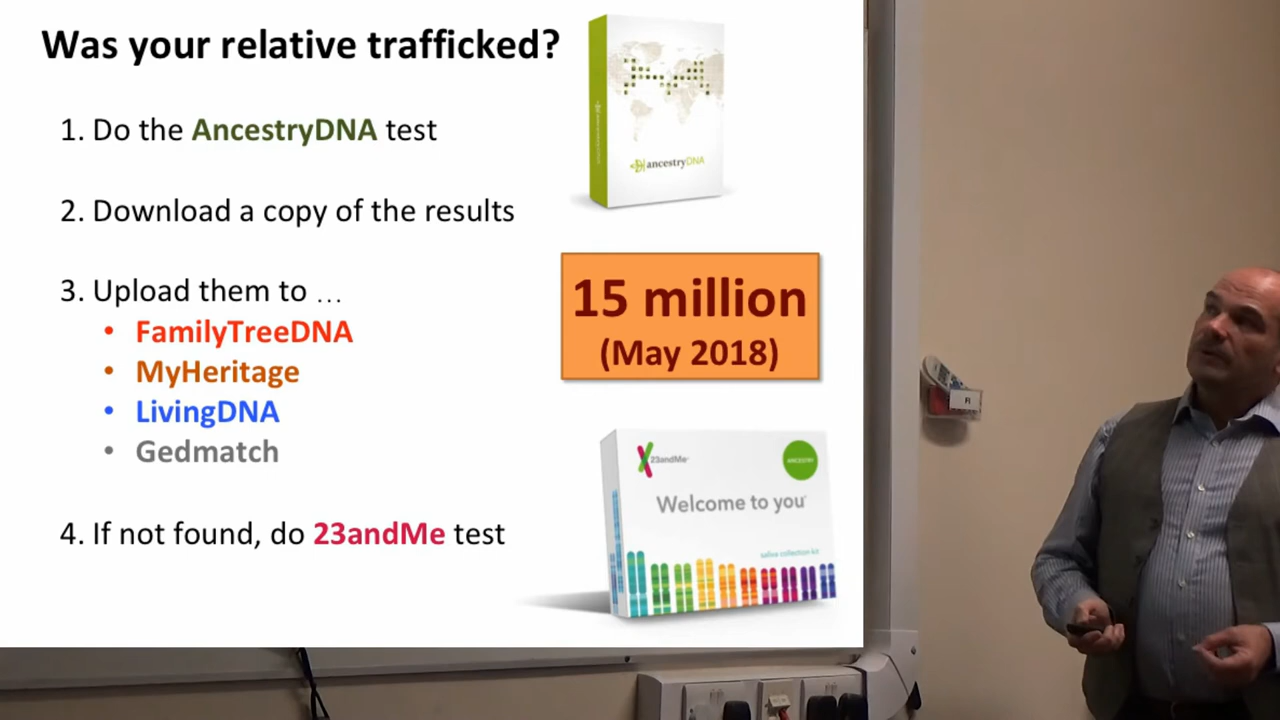 Was your relative trafficked?
1. Do the AncestryDNA test
ancestryDNA
2. Download a copy of the results
3. Upload them to ...
• FamilyTreeDNA
• MyHeritage
• LivingDNA
• Gedmatch
15 million
(May 2018)
4. If not found, do 23andMe test
23andMe
ANCESTRY
Welcome to you
saliva collection kit